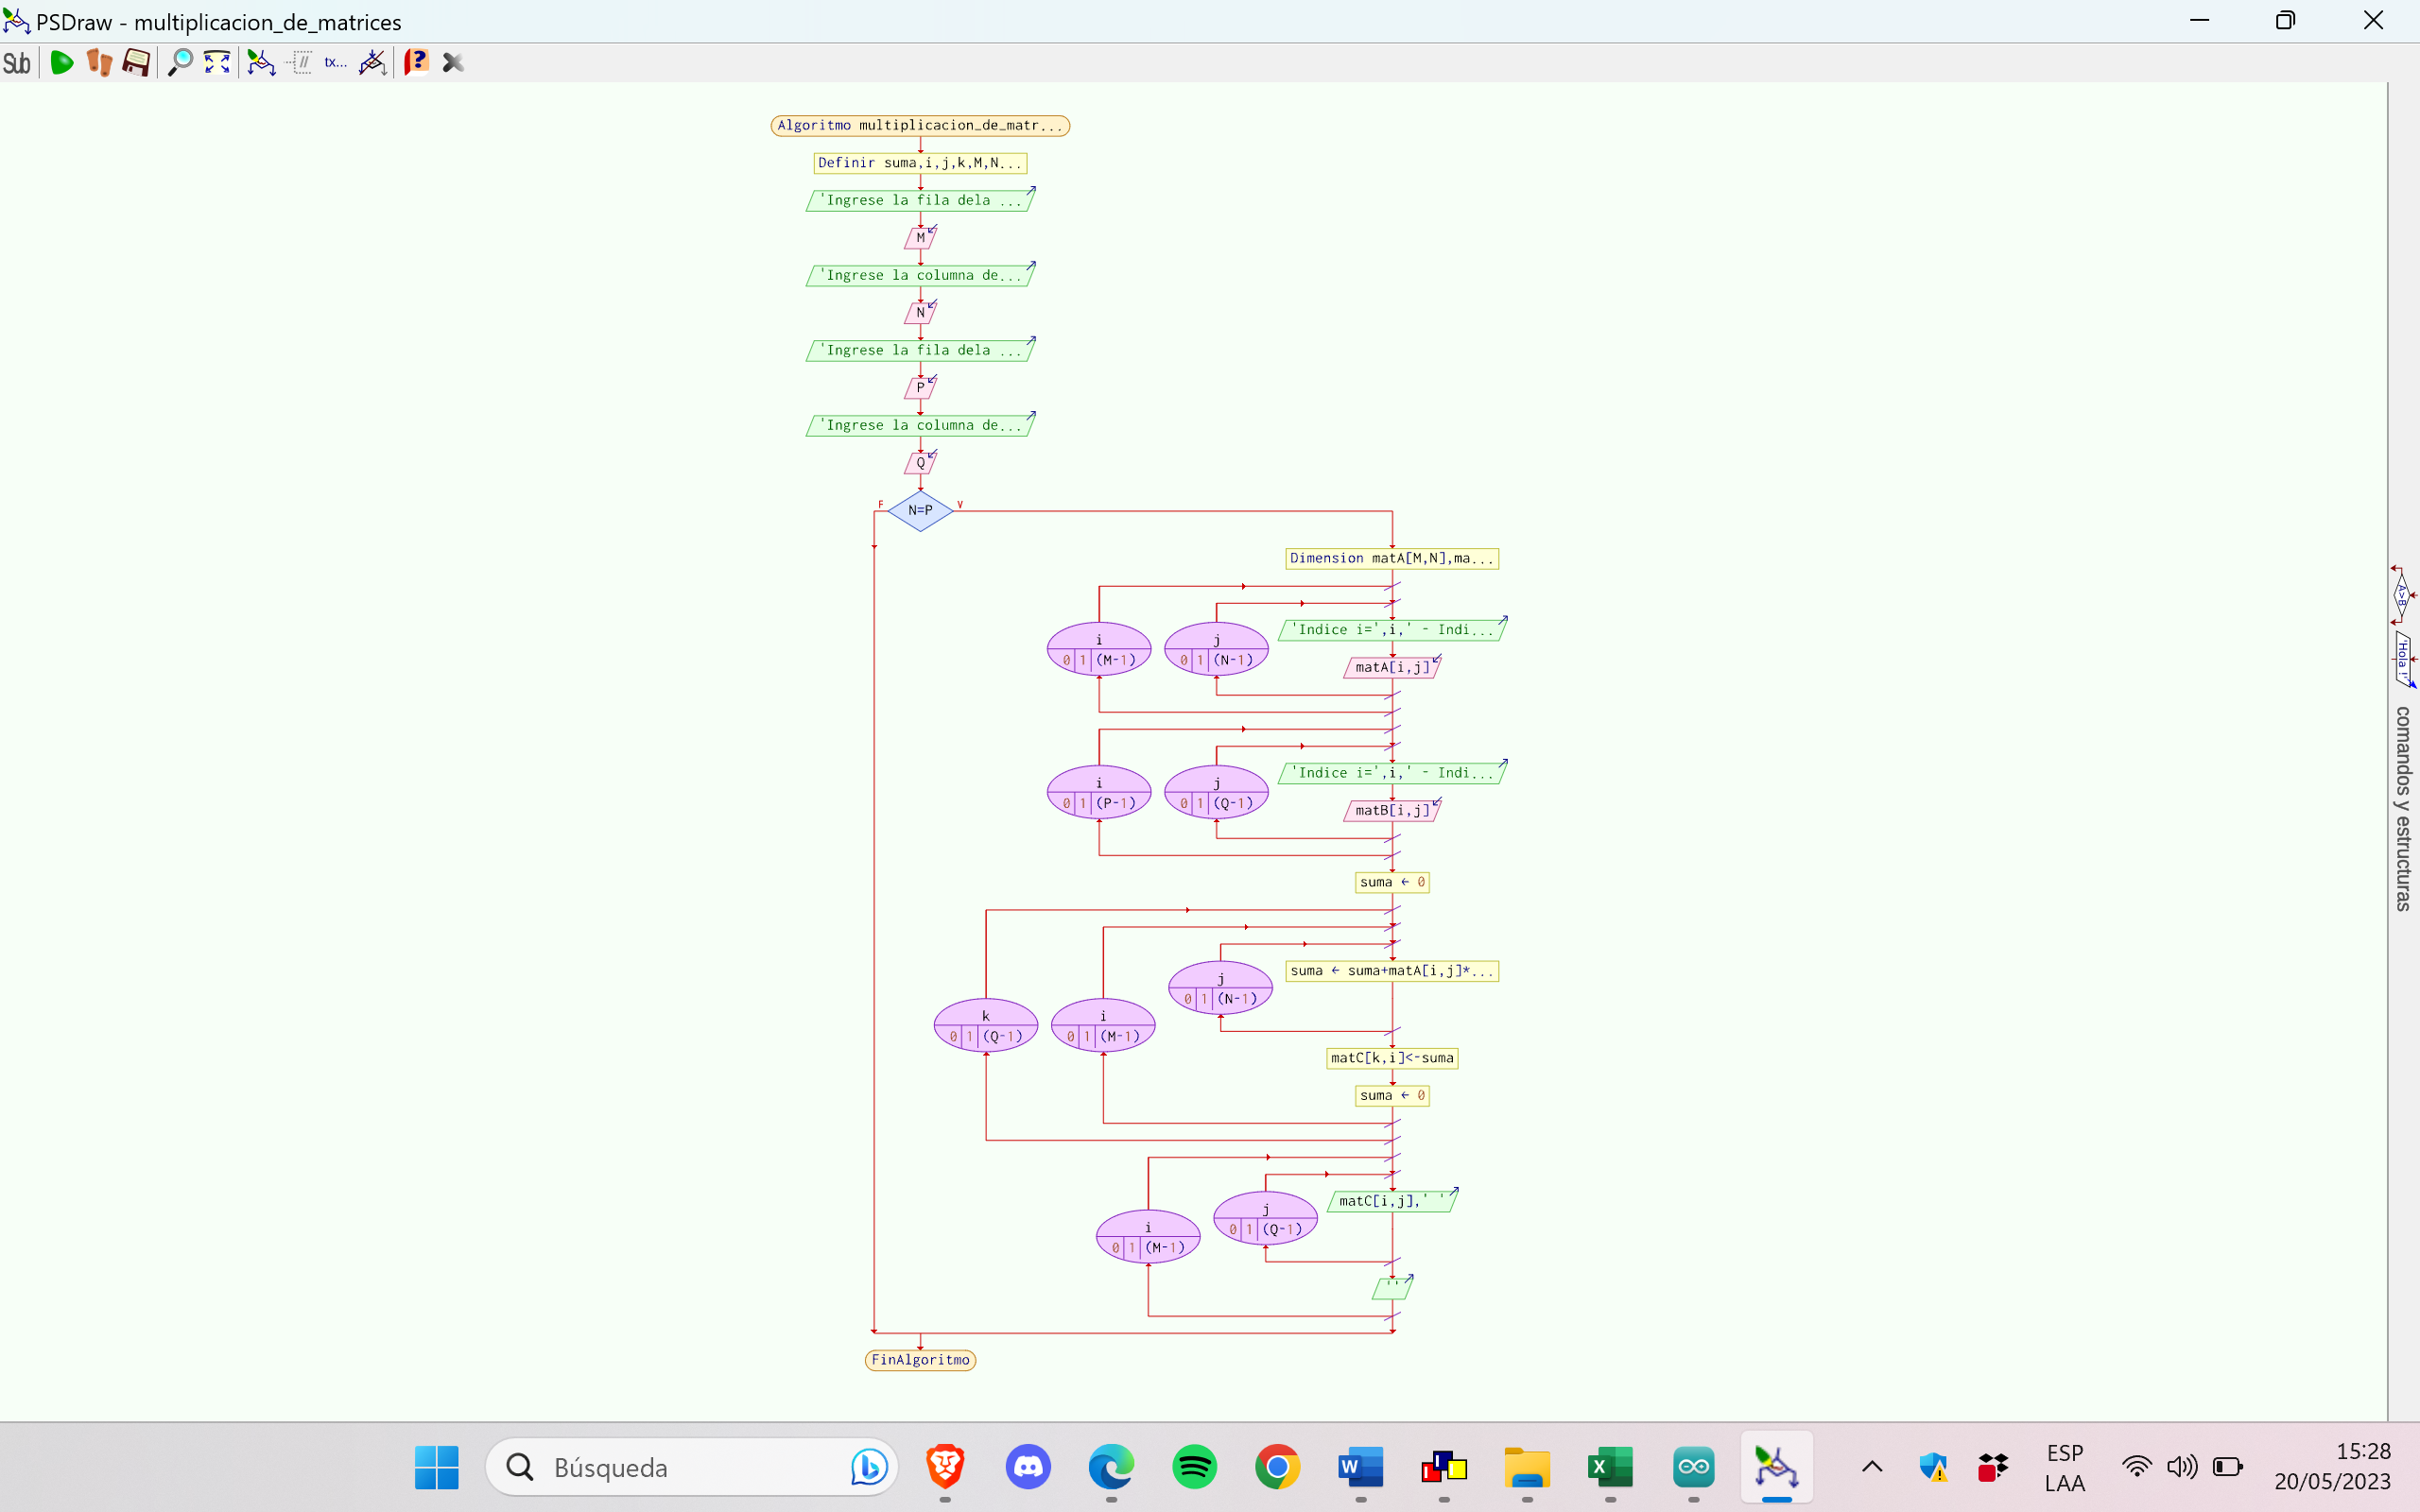 PSDraw - multiplicacion_de_matrices
Sub
tx...
Algoritmo multiplicacion_de_matr...
Definir suma,i,j,k,M,N...
'Ingrese la fila dela ...
M
'Ingrese la columna de...
N
'Ingrese la fila dela ...
P
'Ingrese la columna de...
Q
F N=P V
Dimension matA[M,N],ma...
'Indice i=',i,' - Indi...
i
0 1 (M-1)
j
0 1 (N-1)
matA[i,j]
'Indice i=',i,' - Indi...
i
0 1 (P-1)
j
0 1 (Q-1)
matB[i,j]
suma ← 0
suma ← suma+matA[i,j]*...
j
0 1 (N-1)
k
0 1 (Q-1)
i
0 1 (M-1)
matC[k,i]<-suma
suma ← 0
matC[i,j],' '
j
0 1 (Q-1)
i
0 1 (M-1)
''
FinAlgoritmo
A>B
'Hola !'
comandos y estructuras
Búsqueda
ESP
LAA
15:28
20/05/2023